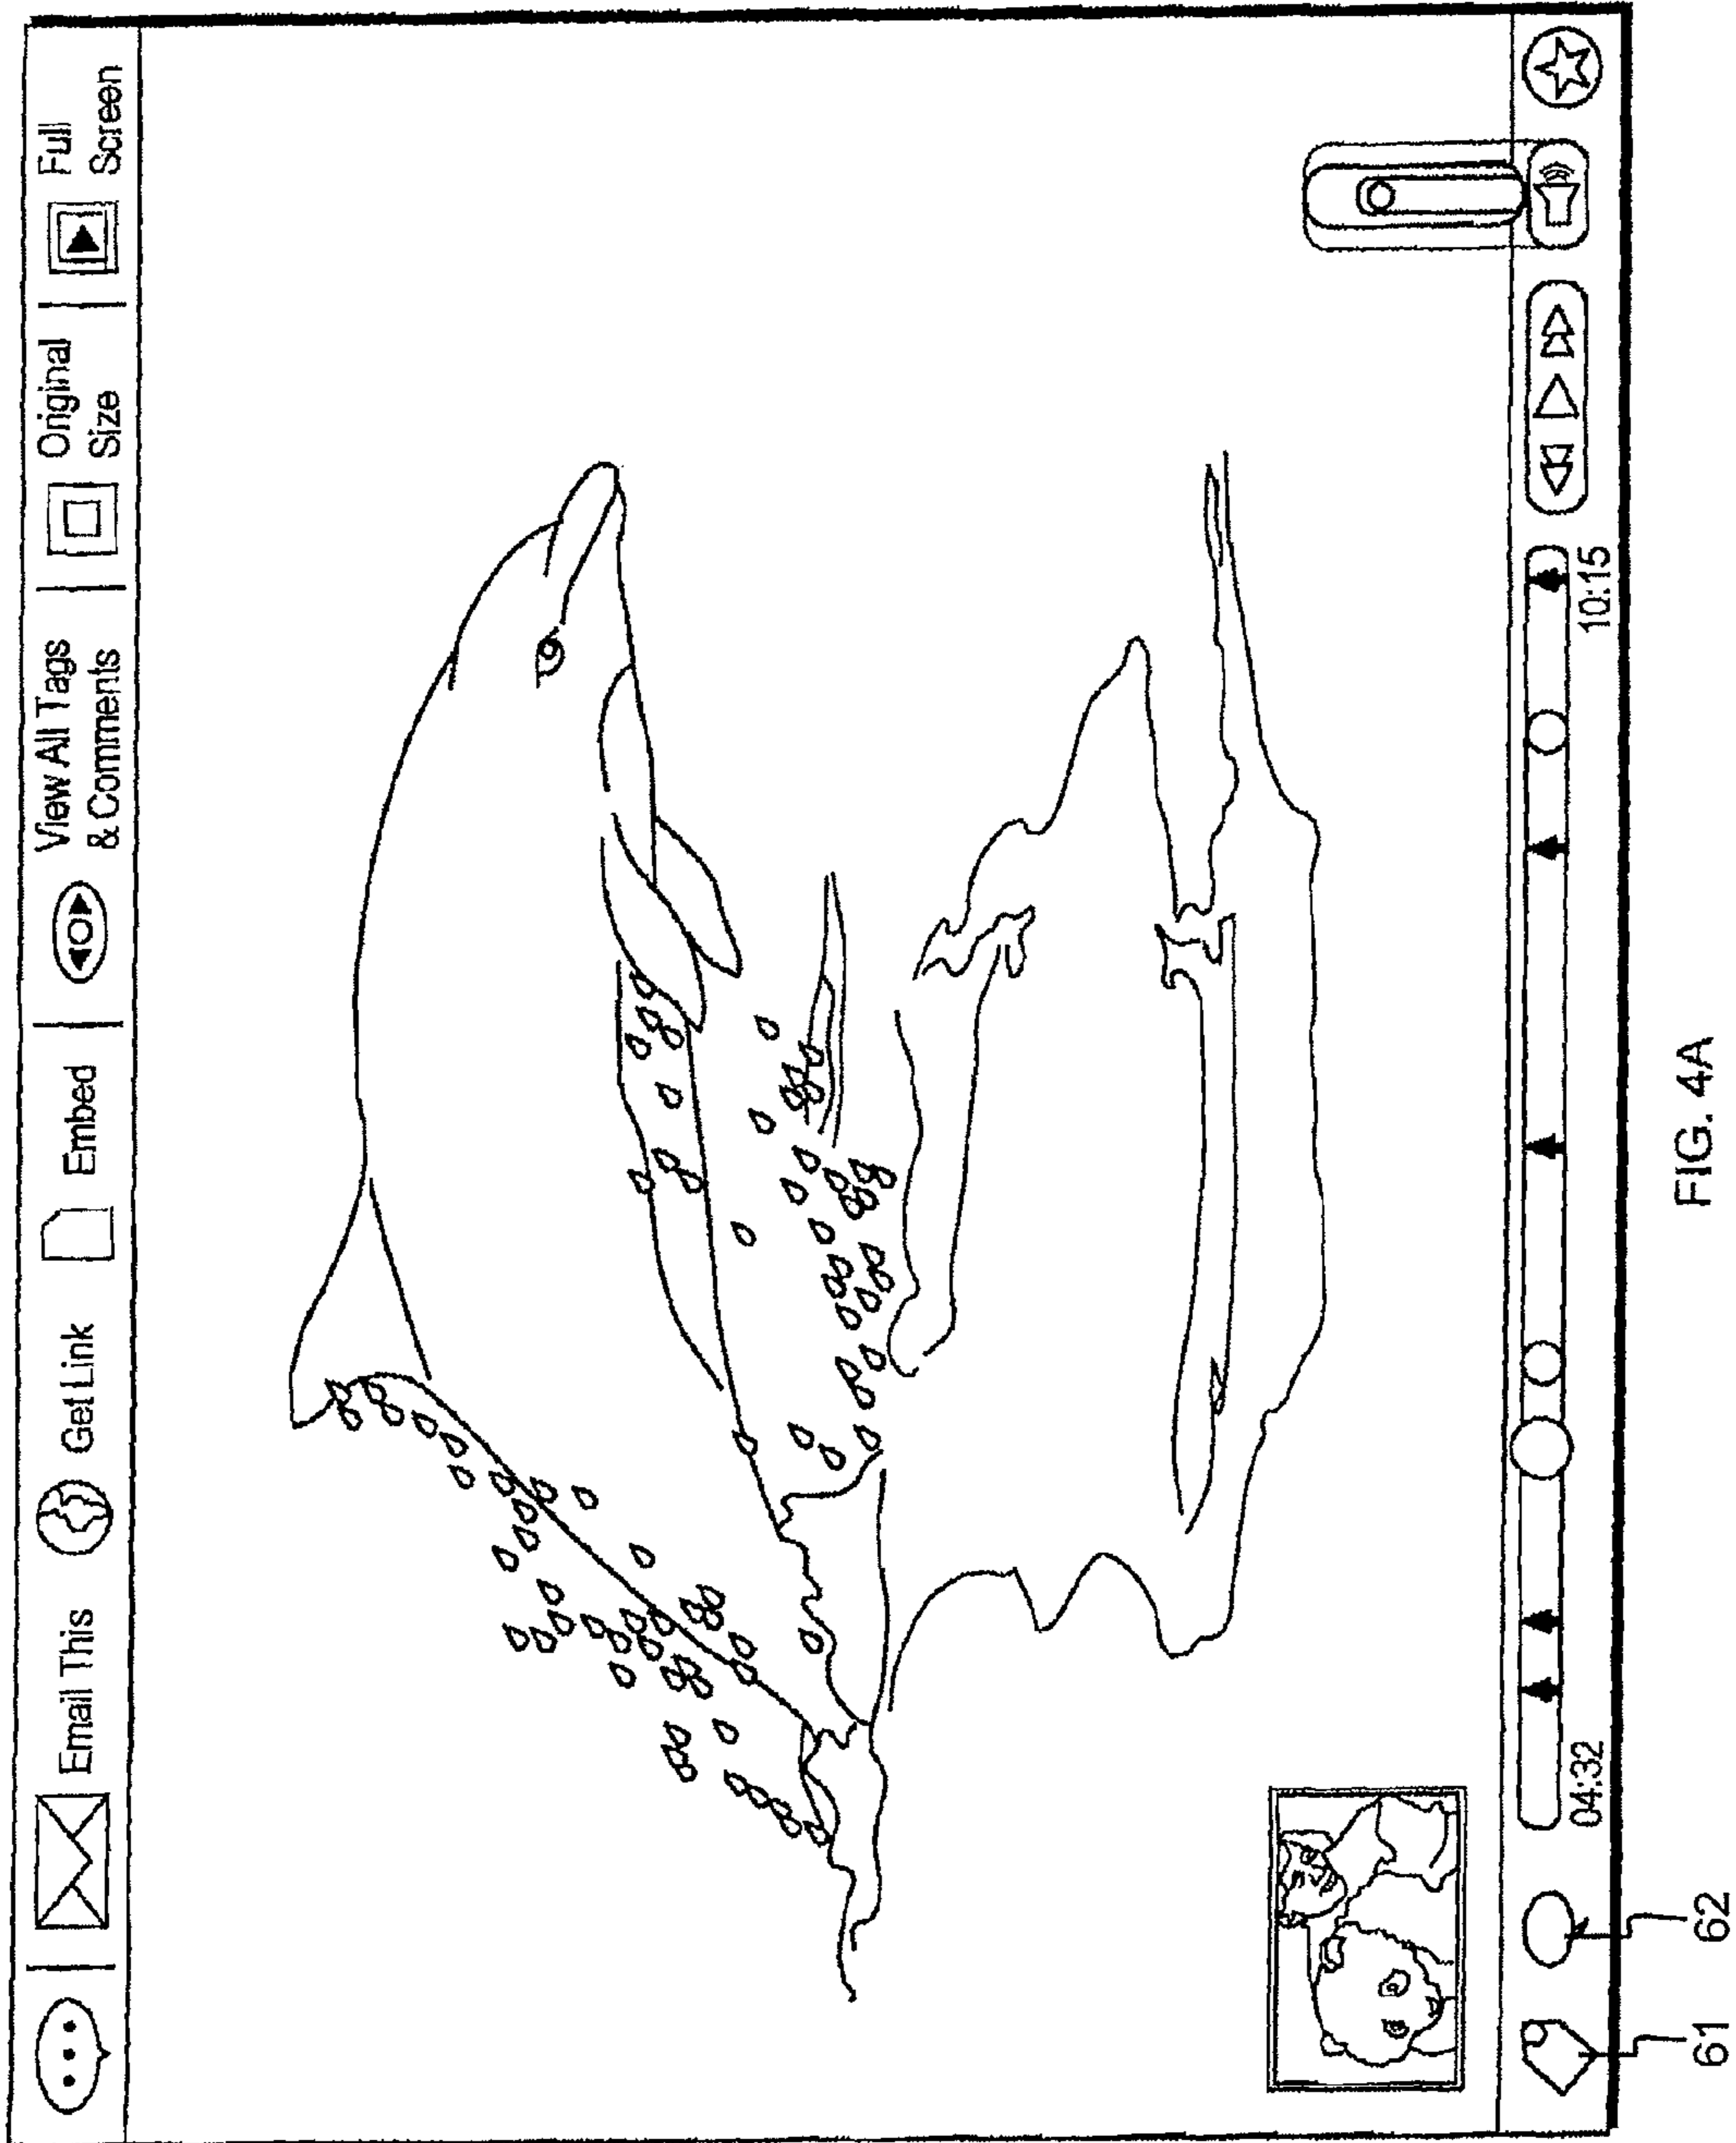 Email This
Get Link
Embed
View All Tags
& Comments
Original
Size
Full
Screen
04:32
10:15
61
62
FIG. 4A